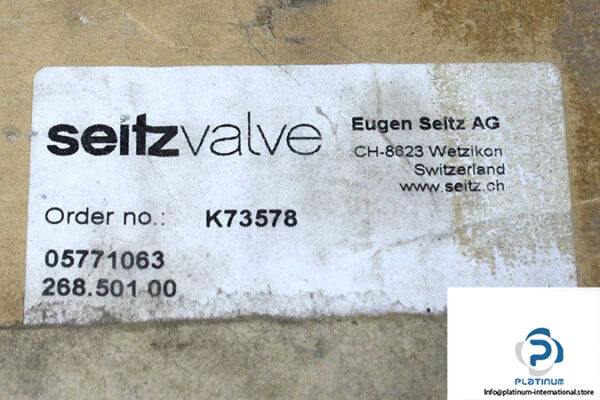 seitzvalve
Eugen Seitz AG
CH-8623 Wetzikon
Switzerland
www.seitz.ch
Order no.: K73578
05771063
268.501 00
PLATINUM
Info@platinum-international.store